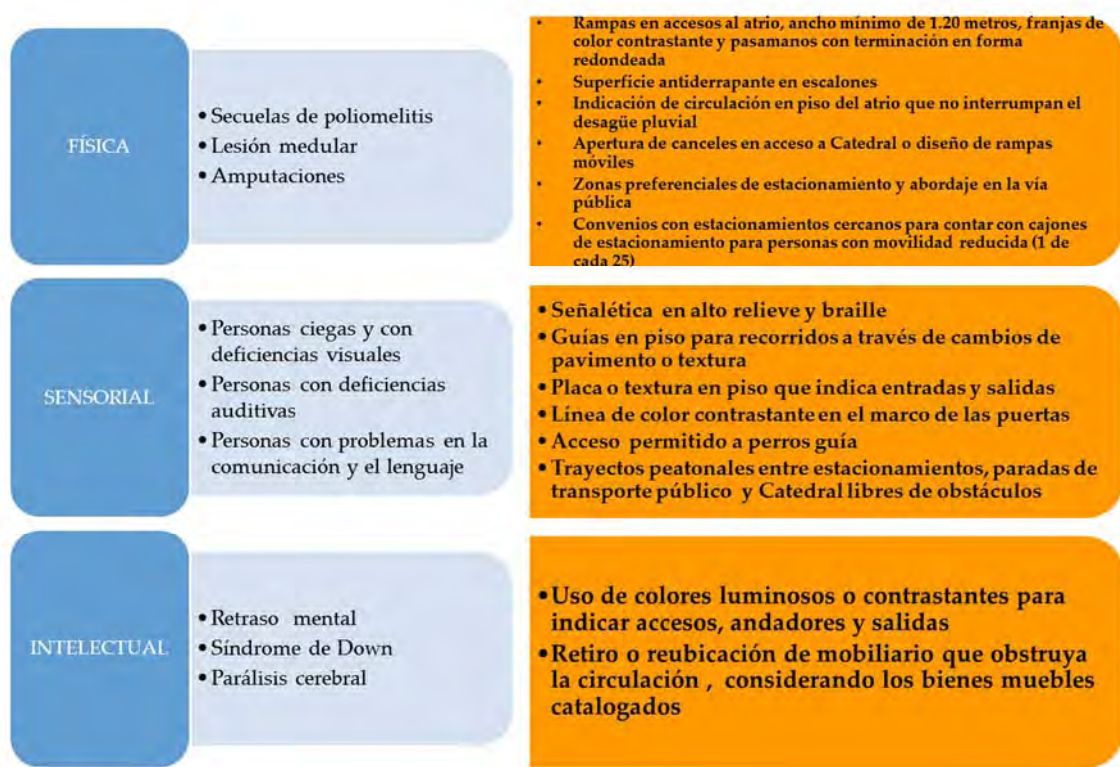 FÍSICA
• Secuelas de poliomelitis
• Lesión medular
• Amputaciones
• Rampas en accesos al atrio, ancho mínimo de 1.20 metros, franjas de
color contrastante y pasamanos con terminación en forma
redondeada
• Superficie antiderrapante en escalones
• Indicación de circulación en piso del atrio que no interrumpan el
desagüe pluvial
• Apertura de canceles en acceso a Catedral o diseño de rampas
móviles
• Zonas preferenciales de estacionamiento y abordaje en la vía
pública
• Convenios con estacionamientos cercanos para contar con cajones
de estacionamiento para personas con movilidad reducida (1 de
cada 25)
SENSORIAL
• Personas ciegas y con
deficiencias visuales
• Personas con deficiencias
auditivas
• Personas con problemas en la
comunicación y el lenguaje
• Señalética en alto relieve y braille
• Guías en piso para recorridos a través de cambios de
pavimento o textura
• Placa o textura en piso que indica entradas y salidas
• Línea de color contrastante en el marco de las puertas
• Acceso permitido a perros guía
• Trayectos peatonales entre estacionamientos, paradas de
transporte público y Catedral libres de obstáculos
INTELECTUAL
• Retraso mental
• Síndrome de Down
• Parálisis cerebral
• Uso de colores luminosos o contrastantes para
indicar accesos, andadores y salidas
• Retiro o reubicación de mobiliario que obstruya
la circulación , considerando los bienes muebles
catalogados